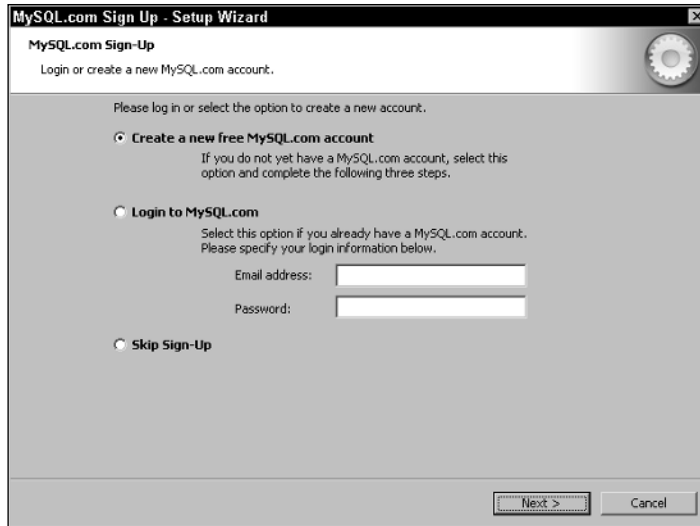 MySQL.com Sign Up - Setup Wizard
MySQL.com Sign-Up
Login or create a new MySQL.com account.
Please log in or select the option to create a new account.
Create a new free MySQL.com account
If you do not yet have a MySQL.com account, select this
option and complete the following three steps.
Login to MySQL.com
Select this option if you already have a MySQL.com account.
Please specify your login information below.
Email address:
Password:
Skip Sign-Up
Next >
Cancel